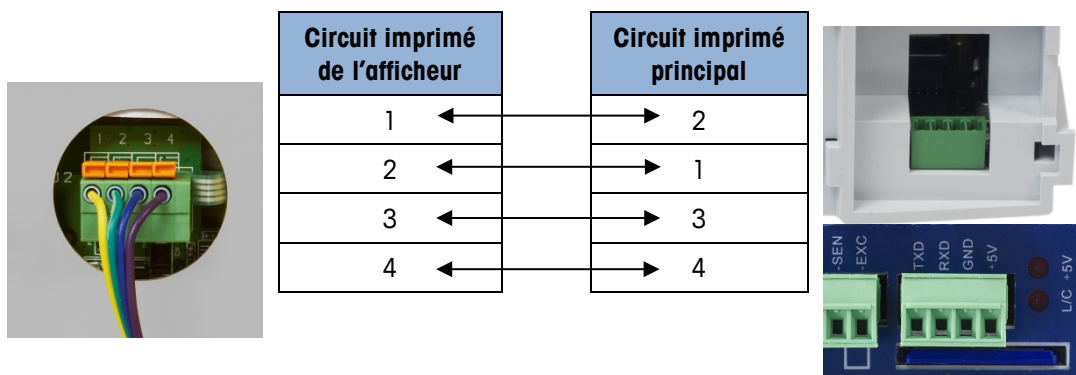 Circuit imprimé
de l'afficheur
Circuit imprimé
principal
1
2
2
1
3
3
4
4
1 2 3 4
J2
-SEN
-EXC
TXD
RXD
GND
+5V
L/C +5V